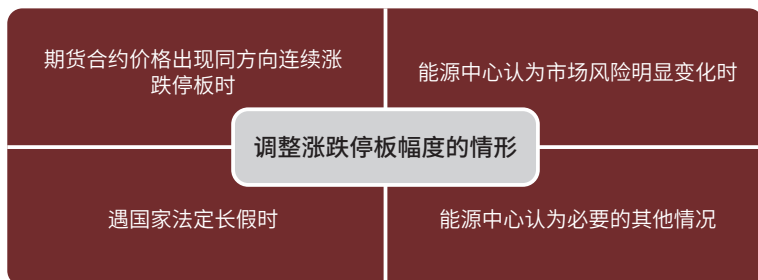 期货合约价格出现同方向连续涨
跌停板时
能源中心认为市场风险明显变化时
调整涨跌停板幅度的情形
遇国家法定长假时
能源中心认为必要的其他情况